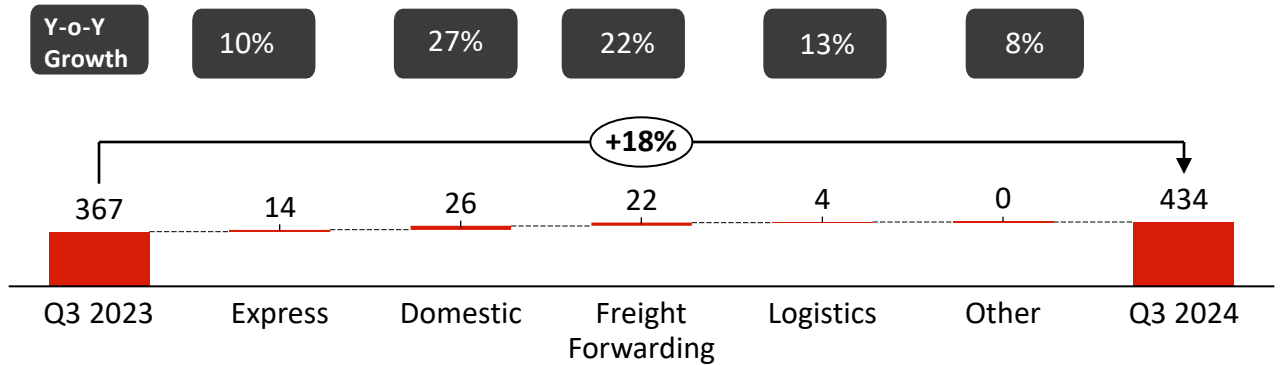 Y-o-Y
Growth
10%
27%
22%
13%
8%
+18%
367
14
26
22
4
0
434
Q3 2023
Express
Domestic
Freight
Forwarding
Logistics
Other
Q3 2024